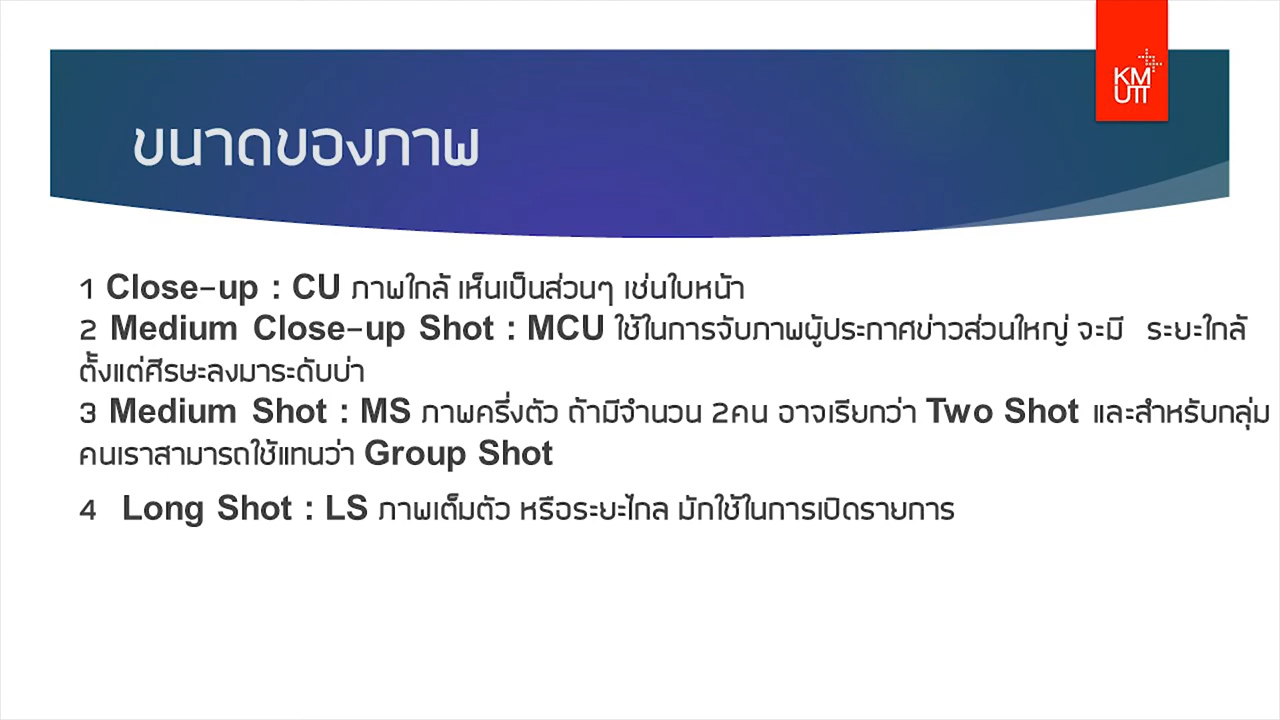 KM
UTT
ขนาดของภาพ
1 Close-up : CU ภาพใกล้ เห็นเป็นส่วนๆ เช่นใบหน้า
2 Medium Close-up Shot : MCU ใช้ในการจับภาพผู้ประกาศข่าวส่วนใหญ่ จะมี ระยะใกล้
ตั้งแต่ศีรษะลงมาระดับบ่า
3 Medium Shot : MS ภาพครึ่งตัว ถ้ามีจำนวน 2คน อาจเรียกว่า Two Shot และสำหรับกลุ่ม
คนเราสามารถใช้แทนว่า Group Shot
4 Long Shot : LS ภาพเต็มตัว หรือระยะไกล มักใช้ในการเปิดรายการ